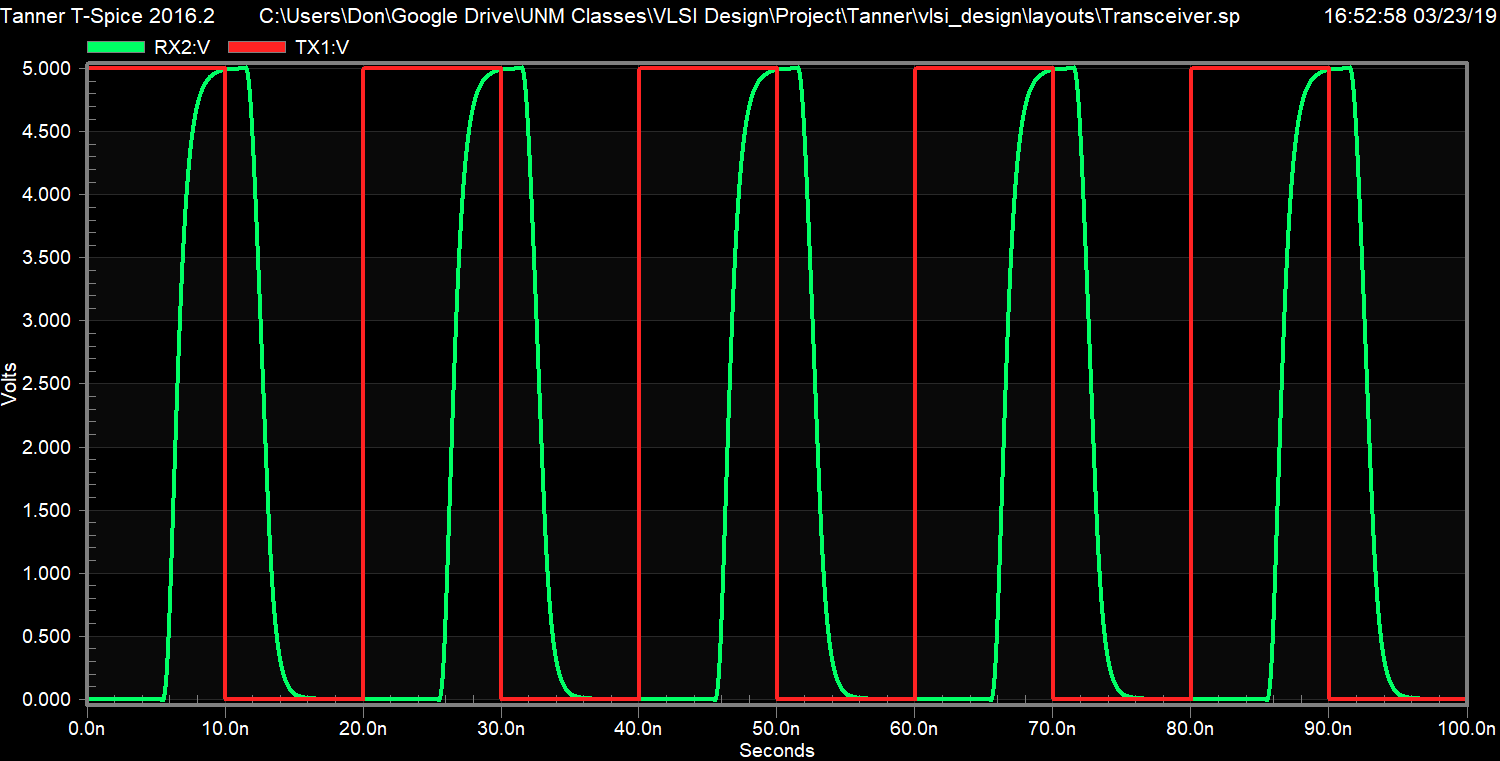 Tanner T-Spice 2016.2 C:\Users\Don\Google Drive\UNM Classes\VLSI Design\Project\Tanner\vlsi_design\layouts\Transceiver.sp 16:52:58 03/23/19
RX2:V TX1:V
5.000
4.500
4.000
3.500
3.000
2.500
2.000
1.500
1.000
0.500
0.000
Volts
0.0n 10.0n 20.0n 30.0n 40.0n 50.0n 60.0n 70.0n 80.0n 90.0n 100.0n
Seconds